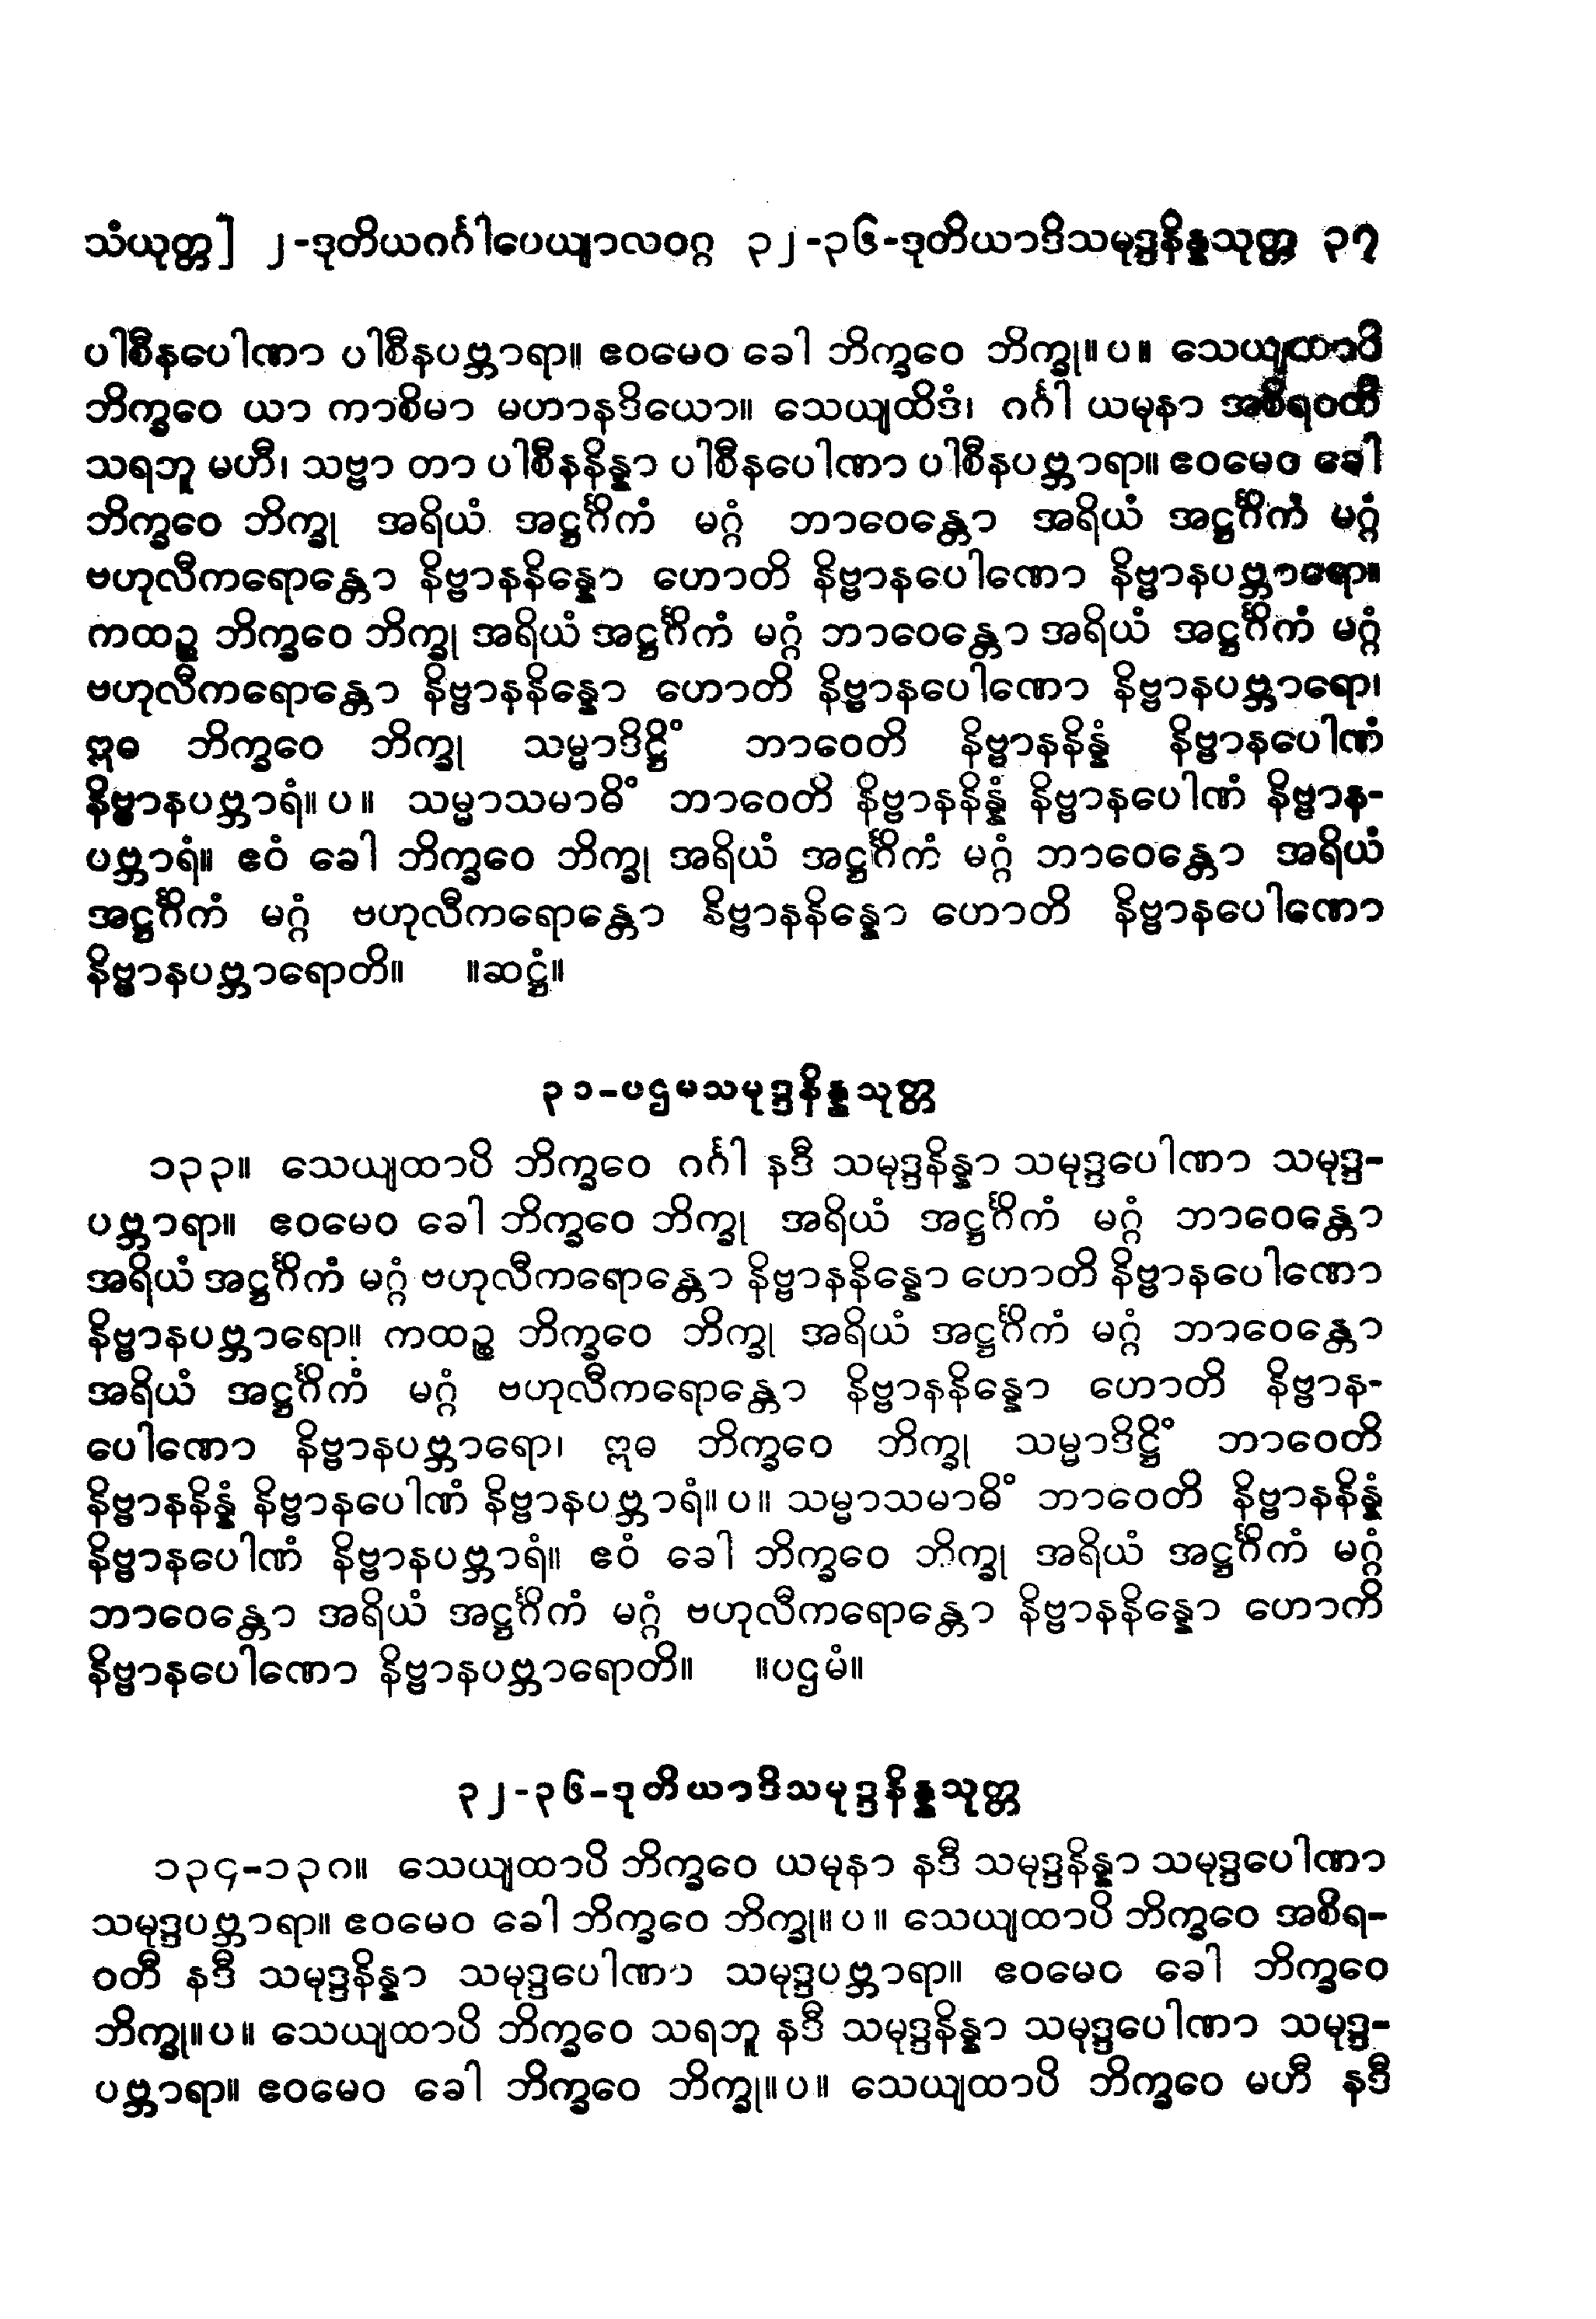 သံယုတ္တ] ၂-ဒုတိယဂင်္ဂါပေယျာလဝဂ္ဂ ၃၂-၃၆-ဒုတိယာဒိသမုဒ္ဒနိန္နသုတ္တ ၃၇
ပါစီနပေါဏာ ပါစီနပဗ္ဘာရာ။ ဧဝမေဝ ခေါ ဘိက္ခဝေ ဘိက္ခု။ ပ။ သေယျထာပိ
ဘိက္ခဝေ ယာ ကာစိမာ မဟာနဒိယော။ သေယျထိဒံ၊ ဂင်္ဂါ ယမုနာ အစိရဝတီ
သရဘူ မဟီ၊ သဗ္ဗာ တာ ပါစီနနိန္နာ ပါစီနပေါဏာ ပါစီနပဗ္ဘာရာ။ ဧဝမေဝ ခေါ
ဘိက္ခဝေ ဘိက္ခု အရိယံ အဋ္ဌင်္ဂိကံ မဂ္ဂံ ဘာဝေန္တော အရိယံ အဋ္ဌင်္ဂိကံ မဂ္ဂံ
ဗဟုလီကရောန္တော နိဗ္ဗာနနိန္နော ဟောတိ နိဗ္ဗာနပေါဏော နိဗ္ဗာနပဗ္ဘာရော။
ကထဉ္စ ဘိက္ခဝေ ဘိက္ခု အရိယံ အဋ္ဌင်္ဂိကံ မဂ္ဂံ ဘာဝေန္တော အရိယံ အဋ္ဌင်္ဂိကံ မဂ္ဂံ
ဗဟုလီကရောန္တော နိဗ္ဗာနနိန္နော ဟောတိ နိဗ္ဗာနပေါဏော နိဗ္ဗာနပဗ္ဘာရော၊
ဣဓ ဘိက္ခဝေ ဘိက္ခု သမ္မာဒိဋ္ဌိံ ဘာဝေတိ နိဗ္ဗာနနိန္နံ နိဗ္ဗာနပေါဏံ
နိဗ္ဗာနပဗ္ဘာရံ။ ပ။ သမ္မာသမာဓိံ ဘာဝေတိ နိဗ္ဗာနနိန္နံ နိဗ္ဗာနပေါဏံ နိဗ္ဗာန-
ပဗ္ဘာရံ။ ဧဝံ ခေါ ဘိက္ခဝေ ဘိက္ခု အရိယံ အဋ္ဌင်္ဂိကံ မဂ္ဂံ ဘာဝေန္တော အရိယံ
အဋ္ဌင်္ဂိကံ မဂ္ဂံ ဗဟုလီကရောန္တော နိဗ္ဗာနနိန္နော ဟောတိ နိဗ္ဗာနပေါဏော
နိဗ္ဗာနပဗ္ဘာရောတိ။ ။ဆဋ္ဌံ။
၃၁-ပဌမသမုဒ္ဒနိန္နသုတ္တ
၁၃၃။ သေယျထာပိ ဘိက္ခဝေ ဂင်္ဂါ နဒီ သမုဒ္ဒနိန္နာ သမုဒ္ဒပေါဏာ သမုဒ္ဒ-
ပဗ္ဘာရာ။ ဧဝမေဝ ခေါ ဘိက္ခဝေ ဘိက္ခု အရိယံ အဋ္ဌင်္ဂိကံ မဂ္ဂံ ဘာဝေန္တော
အရိယံ အဋ္ဌင်္ဂိကံ မဂ္ဂံ ဗဟုလီကရောန္တော နိဗ္ဗာနနိန္နော ဟောတိ နိဗ္ဗာနပေါဏော
နိဗ္ဗာနပဗ္ဘာရော။ ကထဉ္စ ဘိက္ခဝေ ဘိက္ခု အရိယံ အဋ္ဌင်္ဂိကံ မဂ္ဂံ ဘာဝေန္တော
အရိယံ အဋ္ဌင်္ဂိကံ မဂ္ဂံ ဗဟုလီကရောန္တော နိဗ္ဗာနနိန္နော ဟောတိ နိဗ္ဗာန-
ပေါဏော နိဗ္ဗာနပဗ္ဘာရော၊ ဣဓ ဘိက္ခဝေ ဘိက္ခု သမ္မာဒိဋ္ဌိံ ဘာဝေတိ
နိဗ္ဗာနနိန္နံ နိဗ္ဗာနပေါဏံ နိဗ္ဗာနပဗ္ဘာရံ။ ပ။ သမ္မာသမာဓိံ ဘာဝေတိ နိဗ္ဗာနနိန္နံ
နိဗ္ဗာနပေါဏံ နိဗ္ဗာနပဗ္ဘာရံ။ ဧဝံ ခေါ ဘိက္ခဝေ ဘိက္ခု အရိယံ အဋ္ဌင်္ဂိကံ မဂ္ဂံ
ဘာဝေန္တော အရိယံ အဋ္ဌင်္ဂိကံ မဂ္ဂံ ဗဟုလီကရောန္တော နိဗ္ဗာနနိန္နော ဟောတိ
နိဗ္ဗာနပေါဏော နိဗ္ဗာနပဗ္ဘာရောတိ။ ။ပဌမံ။
၃၂-၃၆-ဒုတိယာဒိသမုဒ္ဒနိန္နသုတ္တ
၁၃၄-၁၃၈။ သေယျထာပိ ဘိက္ခဝေ ယမုနာ နဒီ သမုဒ္ဒနိန္နာ သမုဒ္ဒပေါဏာ
သမုဒ္ဒပဗ္ဘာရာ။ ဧဝမေဝ ခေါ ဘိက္ခဝေ ဘိက္ခု။ ပ။ သေယျထာပိ ဘိက္ခဝေ အစိရ-
ဝတီ နဒီ သမုဒ္ဒနိန္နာ သမုဒ္ဒပေါဏာ သမုဒ္ဒပဗ္ဘာရာ။ ဧဝမေဝ ခေါ ဘိက္ခဝေ
ဘိက္ခု။ ပ။ သေယျထာပိ ဘိက္ခဝေ သရဘူ နဒီ သမုဒ္ဒနိန္နာ သမုဒ္ဒပေါဏာ သမုဒ္ဒ-
ပဗ္ဘာရာ။ ဧဝမေဝ ခေါ ဘိက္ခဝေ ဘိက္ခု။ ပ။ သေယျထာပိ ဘိက္ခဝေ မဟီ နဒီ